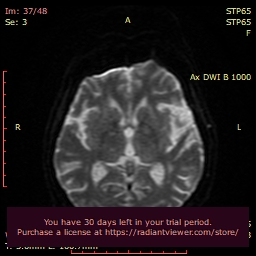 Im: 37/48
Se: 3
A
STP65
STP65
F
Ax DWI B 1000
R
L
You have 30 days left in your trial period.
Purchase a license at https://radiantviewer.com/store/